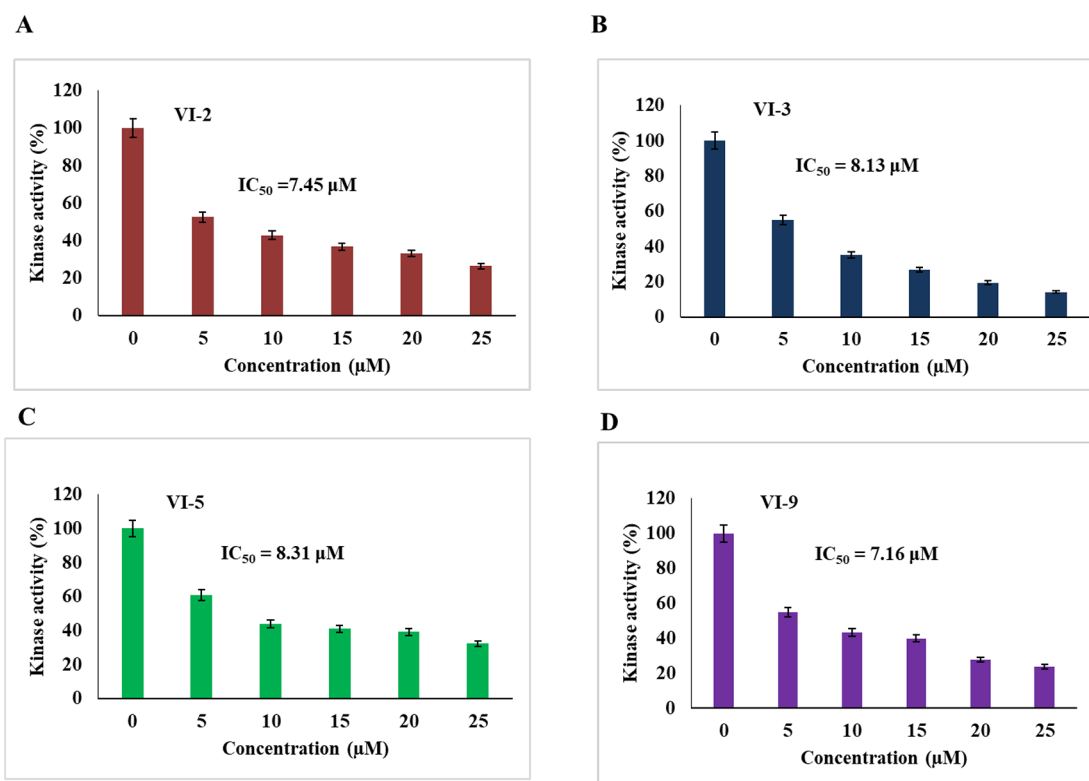 A
Kinase activity (%)
120
100
80
60
40
20
0
VI-2
IC₅₀ =7.45 µM
0 5 10 15 20 25
Concentration (µM)
B
Kinase activity (%)
120
100
80
60
40
20
0
VI-3
IC₅₀ = 8.13 µM
0 5 10 15 20 25
Concentration (µM)
C
Kinase activity (%)
120
100
80
60
40
20
0
VI-5
IC₅₀ = 8.31 µM
0 5 10 15 20 25
Concentration (µM)
D
Kinase activity (%)
120
100
80
60
40
20
0
VI-9
IC₅₀ = 7.16 µM
0 5 10 15 20 25
Concentration (µM)